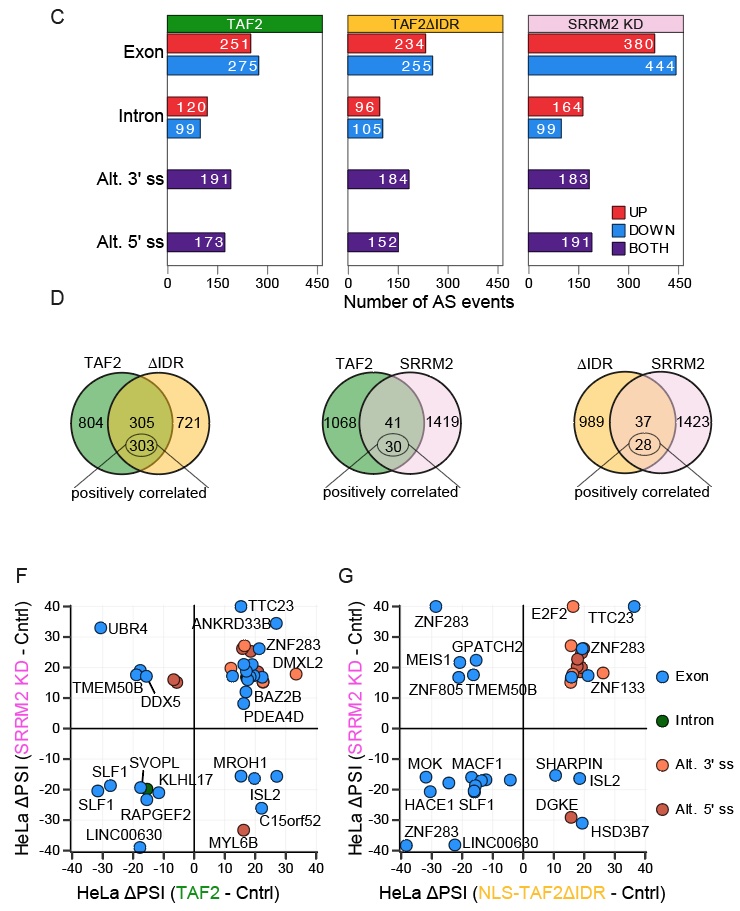 C
TAF2 TAF2ΔIDR SRRM2 KD
Exon 251 234 380
275 255 444
Intron 120 96 164
99 105 99
Alt. 3' ss 191 184 183
Alt. 5' ss 173 152 191
UP
DOWN
BOTH
0 150 300 450 0 150 300 450 0 150 300 450
Number of AS events
D
TAF2 ΔIDR TAF2 SRRM2 ΔIDR SRRM2
804 305 721 1068 41 1419 989 37 1423
303 30 28
positively correlated positively correlated positively correlated
F
HeLa ΔPSI (SRRM2 KD - Cntrl)
40
30
20
10
0
-10
-20
-30
-40
TTC23
ANKRD33B
UBR4
ZNF283
DMXL2
TMEM50B
DDX5
BAZ2B
PDEA4D
SVOPL
MROH1
SLF1
KLHL17
SLF1
ISL2
RAPGEF2
C15orf52
LINC00630
MYL6B
-40 -30 -20 -10 0 10 20 30 40
HeLa ΔPSI (TAF2 - Cntrl)
G
HeLa ΔPSI (SRRM2 KD - Cntrl)
40
30
20
10
0
-10
-20
-30
-40
E2F2
TTC23
ZNF283
GPATCH2
ZNF283
MEIS1
ZNF805 TMEM50B
ZNF133
MOK MACF1
SHARPIN
ISL2
HACE1 SLF1
DGKE
HSD3B7
ZNF283
LINC00630
-40 -30 -20 -10 0 10 20 30 40
HeLa ΔPSI (NLS-TAF2ΔIDR - Cntrl)
Exon
Intron
Alt. 3' ss
Alt. 5' ss